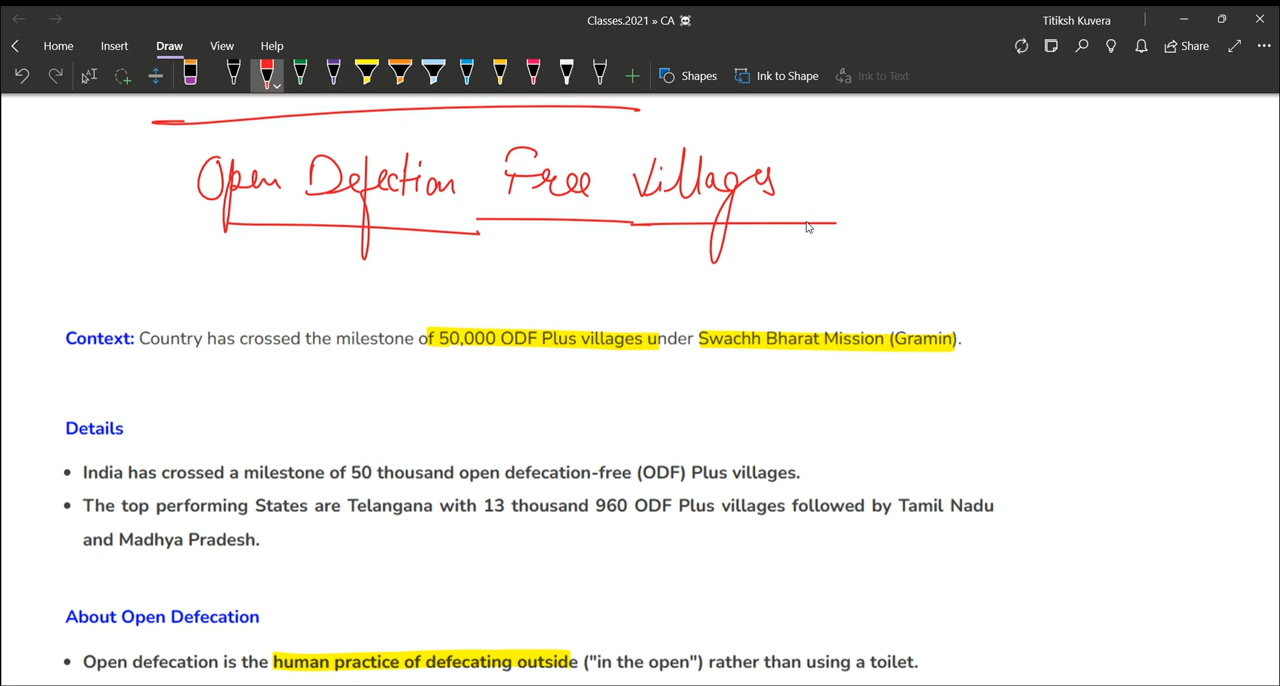 Classes.2021 » CA ☠
Titiksh Kuvera
Home Insert Draw View Help
Share
Shapes Ink to Shape Ink to Text
Open Defection Free Villages
Context: Country has crossed the milestone of 50,000 ODF Plus villages under Swachh Bharat Mission (Gramin).
Details
• India has crossed a milestone of 50 thousand open defecation-free (ODF) Plus villages.
• The top performing States are Telangana with 13 thousand 960 ODF Plus villages followed by Tamil Nadu
and Madhya Pradesh.
About Open Defecation
• Open defecation is the human practice of defecating outside ("in the open") rather than using a toilet.